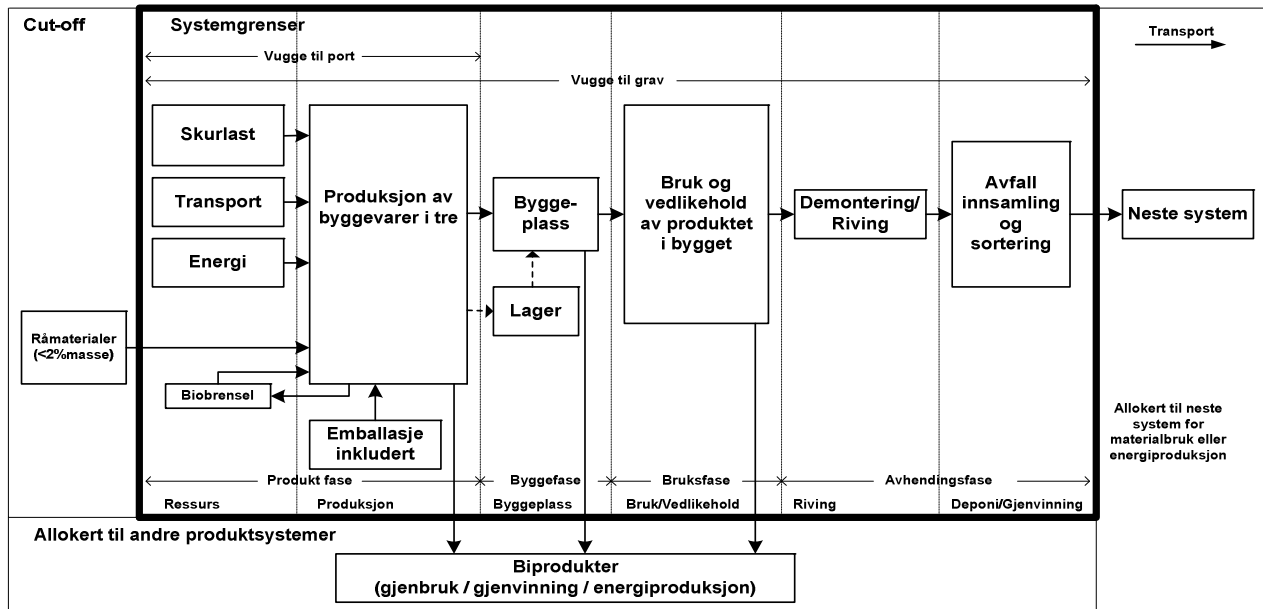 Cut-off
Systemgrenser
Transport
Vugge til port
Vugge til grav
Skurlast
Transport
Energi
Produksjon av
byggevarer i tre
Bygge-
plass
Lager
Bruk og
vedlikehold
av produktet
i bygget
Demontering/
Riving
Avfall
innsamling
og
sortering
Neste system
Råmaterialer
(<2%masse)
Biobrensel
Emballasje
inkludert
Allokert til neste
system for
materialbruk eller
energiproduksjon
Produkt fase
Byggefase
Bruksfase
Avhendingsfase
Ressurs
Produksjon
Byggeplass
Bruk/Vedlikehold
Riving
Deponi/Gjenvinning
Allokert til andre produktsystemer
Biprodukter
(gjenbruk / gjenvinning / energiproduksjon)